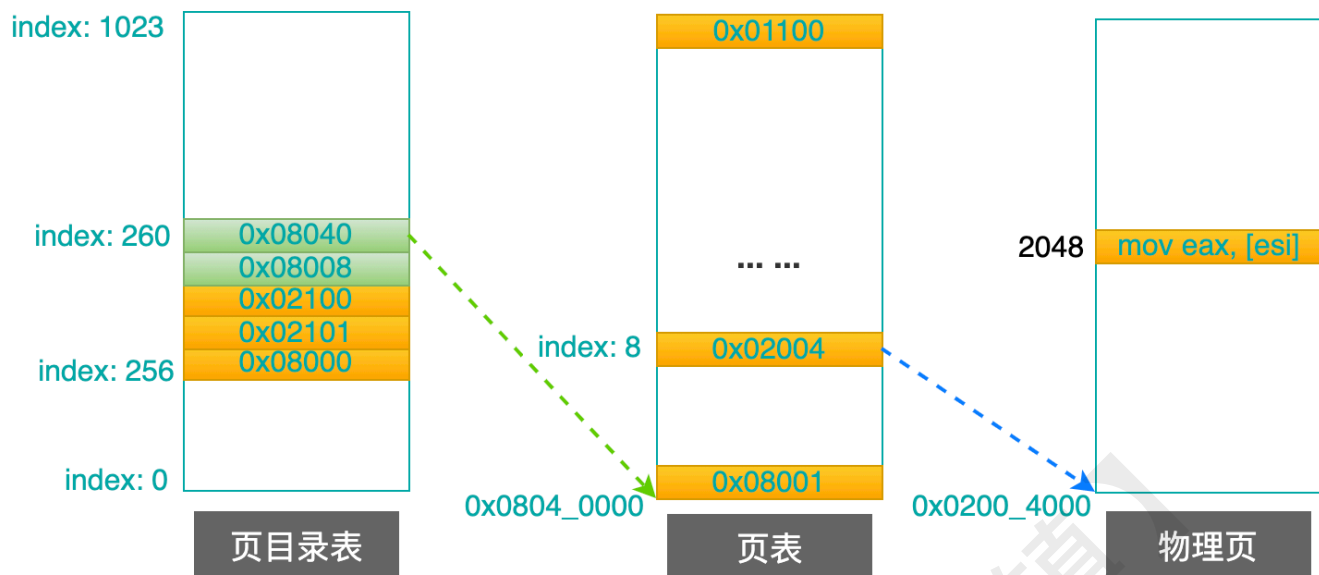 index: 1023
index: 260
0x08040
0x08008
0x02100
0x02101
index: 256
0x08000
index: 0
页目录表
0x01100
... ...
index: 8
0x02004
0x08001
0x0804_0000
页表
2048
mov eax, [esi]
0x0200_4000
物理页